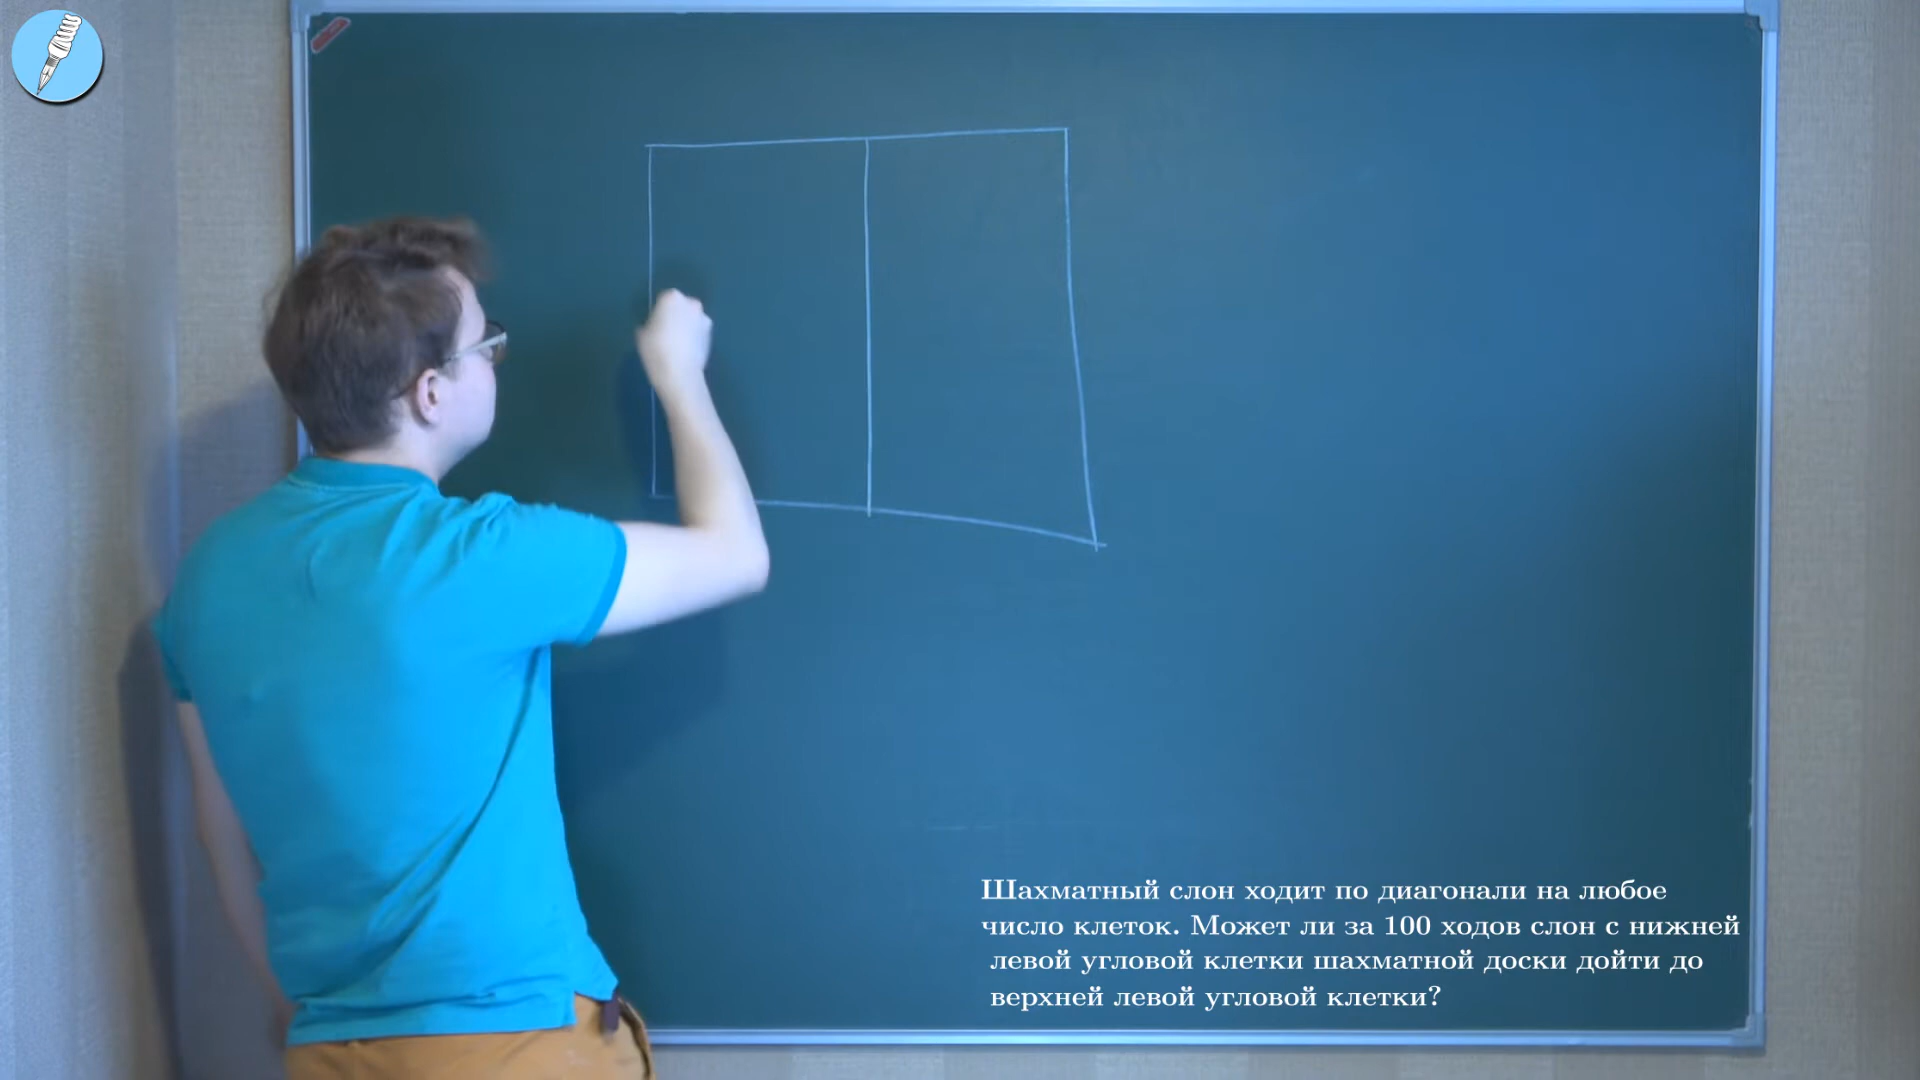 Шахматный слон ходит по диагонали на любое
число клеток. Может ли за 100 ходов слон с нижней
левой угловой клетки шахматной доски дойти до
верхней левой угловой клетки?